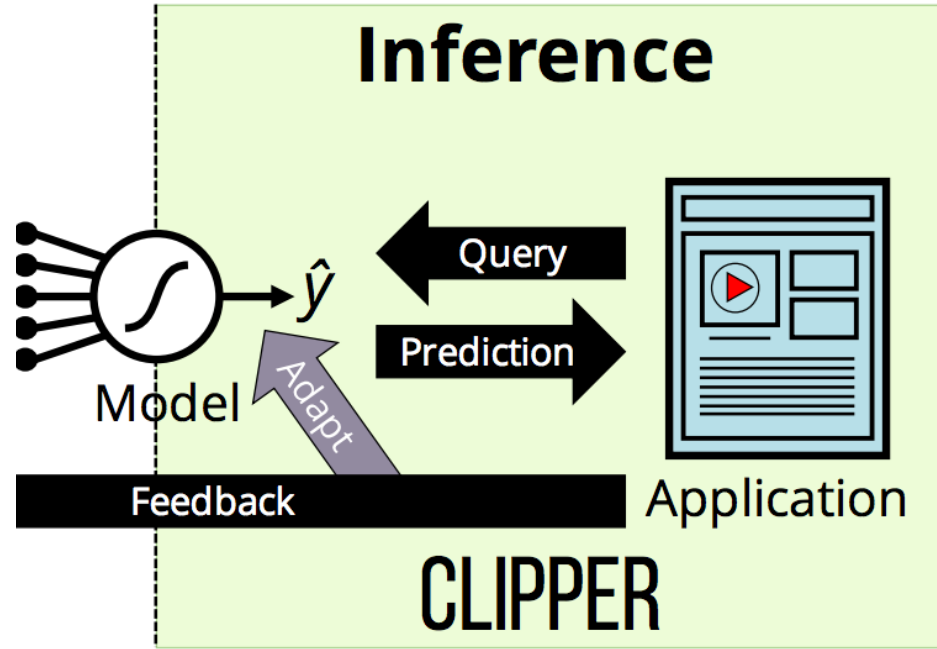 Inference
Query
ŷ
Prediction
Adapt
Model
Feedback
Application
CLIPPER